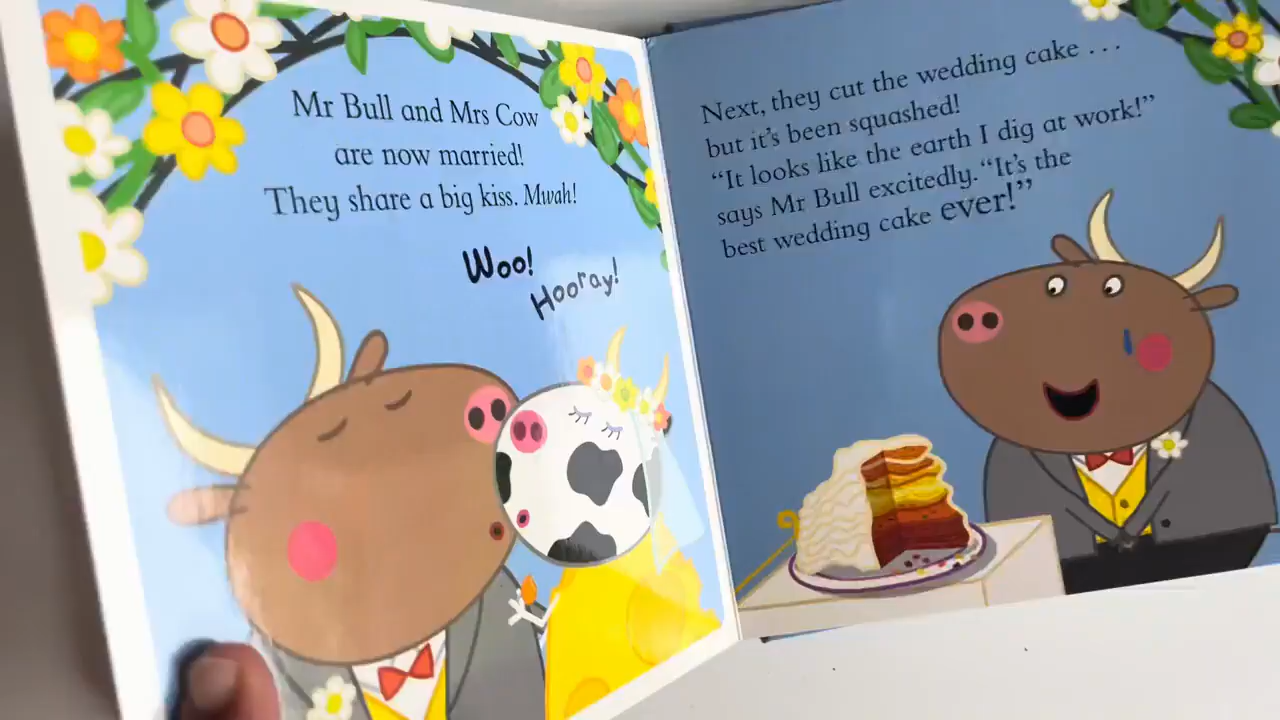 Mr Bull and Mrs Cow
are now married!
They share a big kiss. Mwah!
Woo!
Hooray!
Next, they cut the wedding cake . . .
but it’s been squashed!
“It looks like the earth I dig at work!”
says Mr Bull excitedly. “It’s the
best wedding cake ever!”